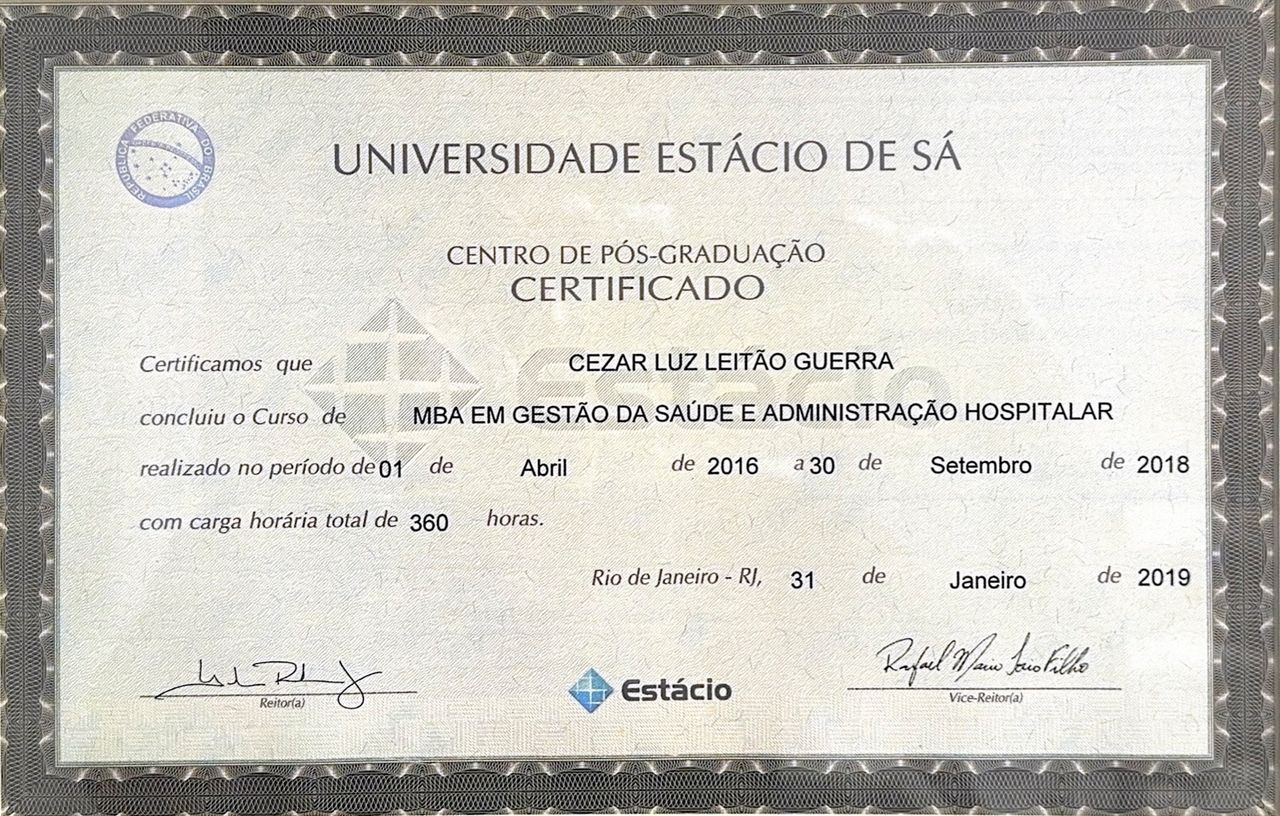 REPÚBLICA FEDERATIVA DO BRASIL
UNIVERSIDADE ESTÁCIO DE SÁ
CENTRO DE PÓS-GRADUAÇÃO
CERTIFICADO
Estácio
Certificamos que CEZAR LUZ LEITÃO GUERRA
concluiu o Curso de MBA EM GESTÃO DA SAÚDE E ADMINISTRAÇÃO HOSPITALAR
realizado no período de 01 de Abril de 2016 a 30 de Setembro de 2018
com carga horária total de 360 horas.
Rio de Janeiro - RJ, 31 de Janeiro de 2019
Reitor(a)
Estácio
Rafael Filho
Vice-Reitor(a)